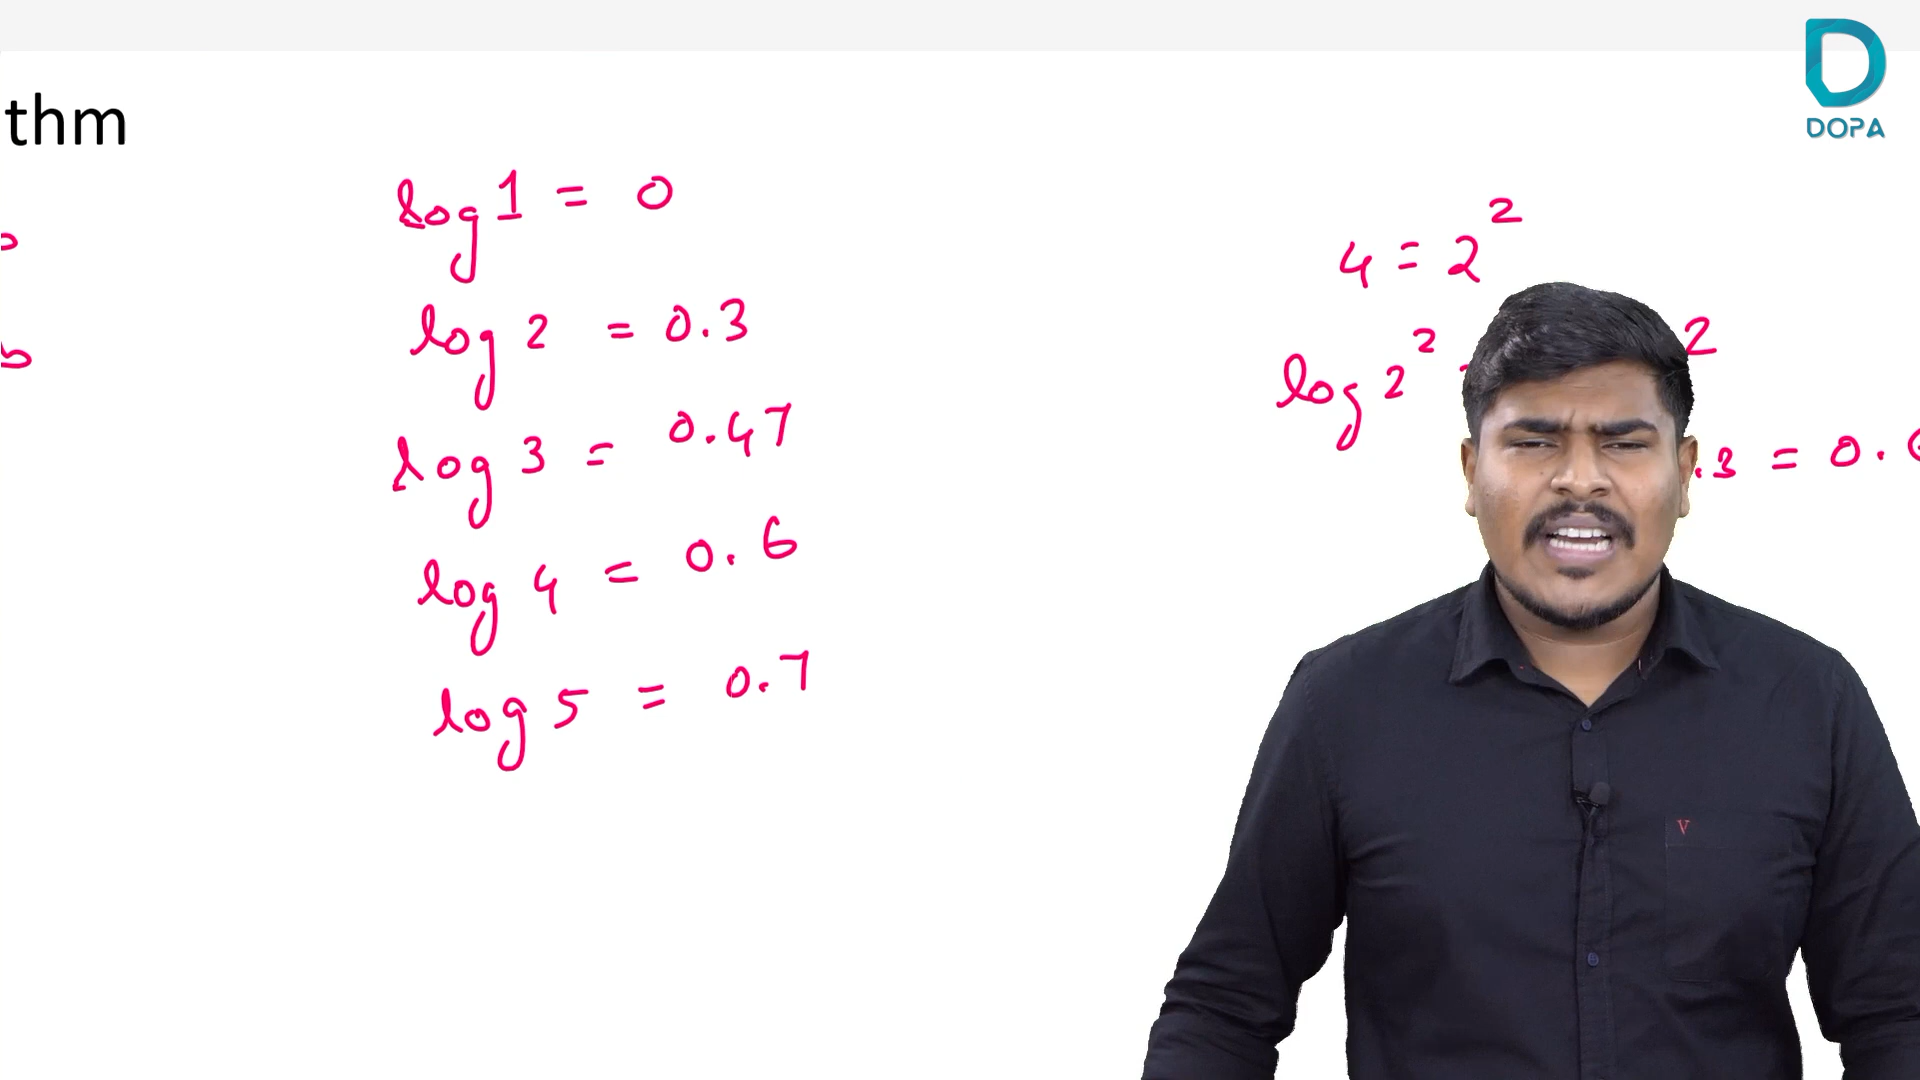 DOPA
thm
log 1 = 0
log 2 = 0.3
log 3 = 0.47
log 4 = 0.6
log 5 = 0.7
4 = 2²
log 2² 2
.3 = 0.
V